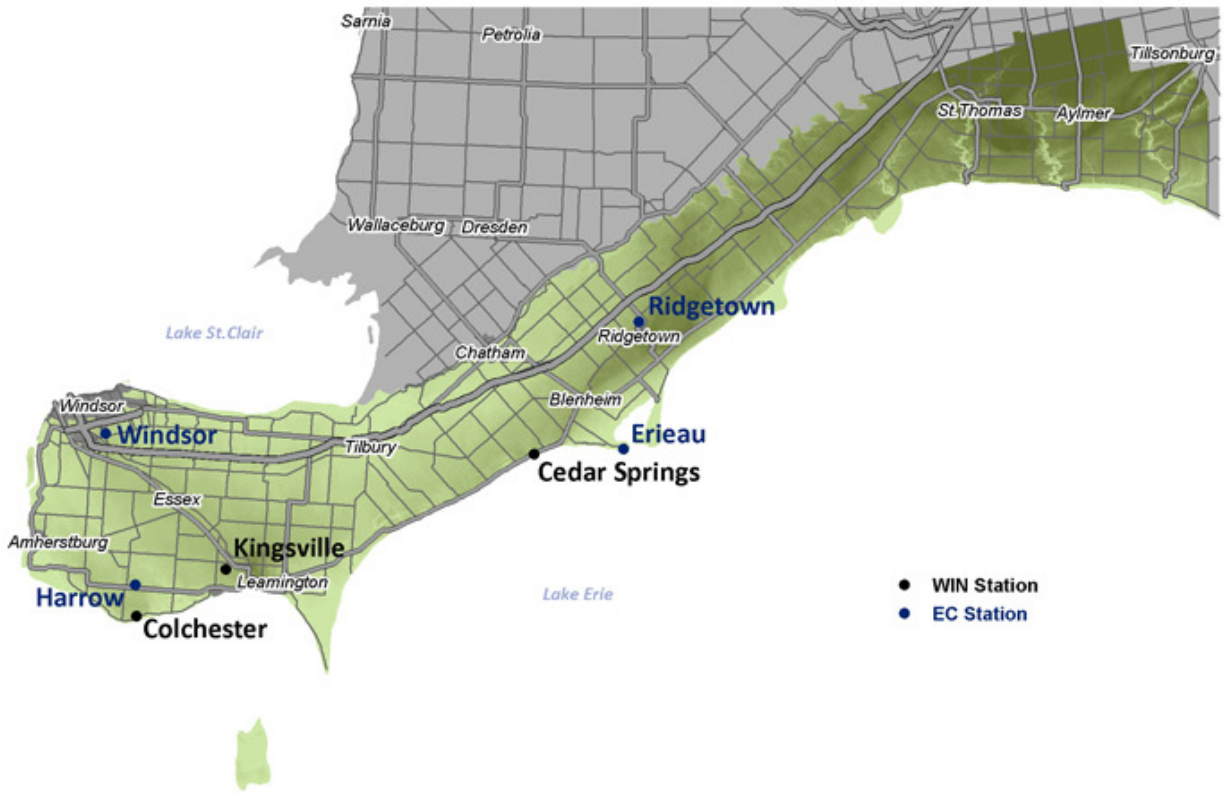 Sarnia
Petrolia
Tillsonburg
St.Thomas
Aylmer
Wallaceburg
Dresden
Ridgetown
Lake St.Clair
Ridgetown
Chatham
Blenheim
Windsor
Windsor
Erieau
Tilbury
Cedar Springs
Essex
Amherstburg
Kingsville
Leamington
WIN Station
Lake Erie
Harrow
EC Station
Colchester